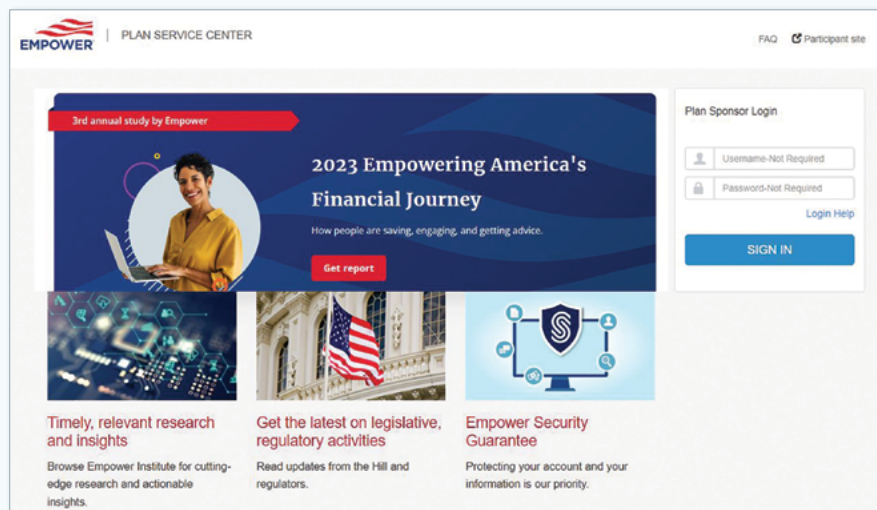 EMPOWER
PLAN SERVICE CENTER
FAQ
Participant site
3rd annual study by Empower
2023 Empowering America's
Financial Journey
How people are saving, engaging, and getting advice.
Get report
Plan Sponsor Login
Username-Not Required
Password-Not Required
Login Help
SIGN IN
Timely, relevant research
and insights
Browse Empower Institute for cutting-
edge research and actionable
insights.
Get the latest on legislative,
regulatory activities
Read updates from the Hill and
regulators.
Empower Security
Guarantee
Protecting your account and your
information is our priority.